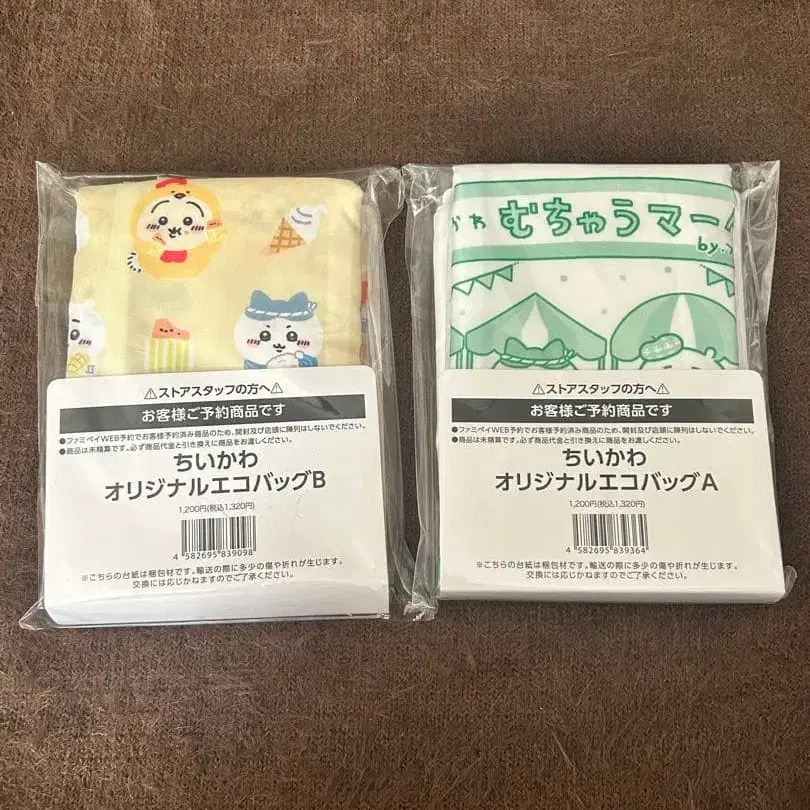 ⚠ストアスタッフの方へ⚠
お客様ご予約商品です
●ファミペイWEB予約でお客様予約済み商品のため、開封及び店頭に陳列はしないでください。
●商品は未精算です。必ず商品代金と引き換えに商品をお渡しください。
ちいかわ
オリジナルエコバッグB
1,200円(税込1,320円)
4 582695 839098
※こちらの台紙は梱包材です。輸送の際に多少の傷や折れが生じます。
交換には応じかねますのでご了承ください。
かわ むちゃうマー
by.
⚠ストアスタッフの方へ⚠
お客様ご予約商品です
●ファミペイWEB予約でお客様予約済み商品のため、開封及び店頭に陳列はしないでください。
●商品は未精算です。必ず商品代金と引き換えに商品をお渡しください。
ちいかわ
オリジナルエコバッグA
1,200円(税込1,320円)
4 582695 839364
※こちらの台紙は梱包材です。輸送の際に多少の傷や折れが生じます。
交換には応じかねますのでご了承ください。